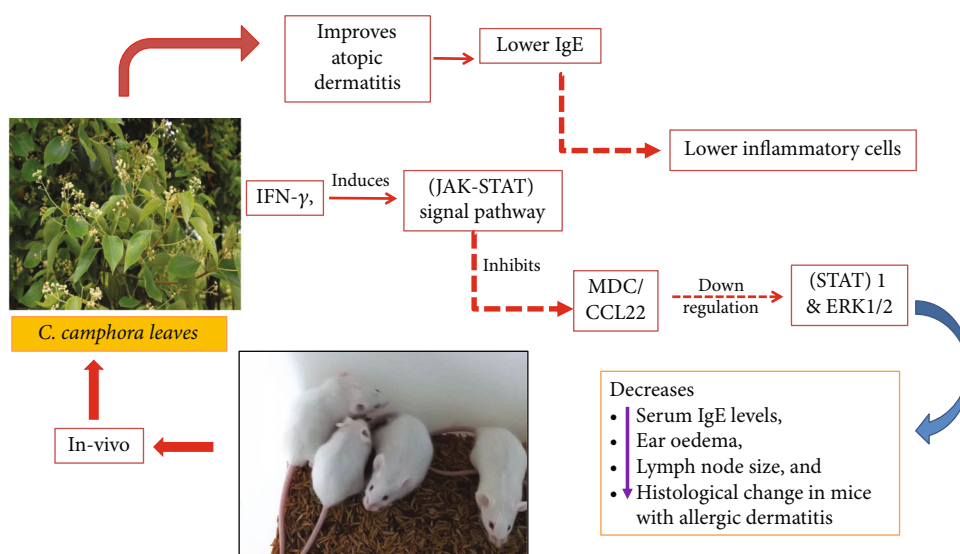 Improves
atopic
dermatitis
Lower IgE
Lower inflammatory cells
IFN-γ,
Induces
(JAK-STAT)
signal pathway
Inhibits
MDC/
CCL22
Down
regulation
(STAT) 1
& ERK1/2
C. camphora leaves
In-vivo
Decreases
• Serum IgE levels,
• Ear oedema,
• Lymph node size, and
• Histological change in mice
with allergic dermatitis